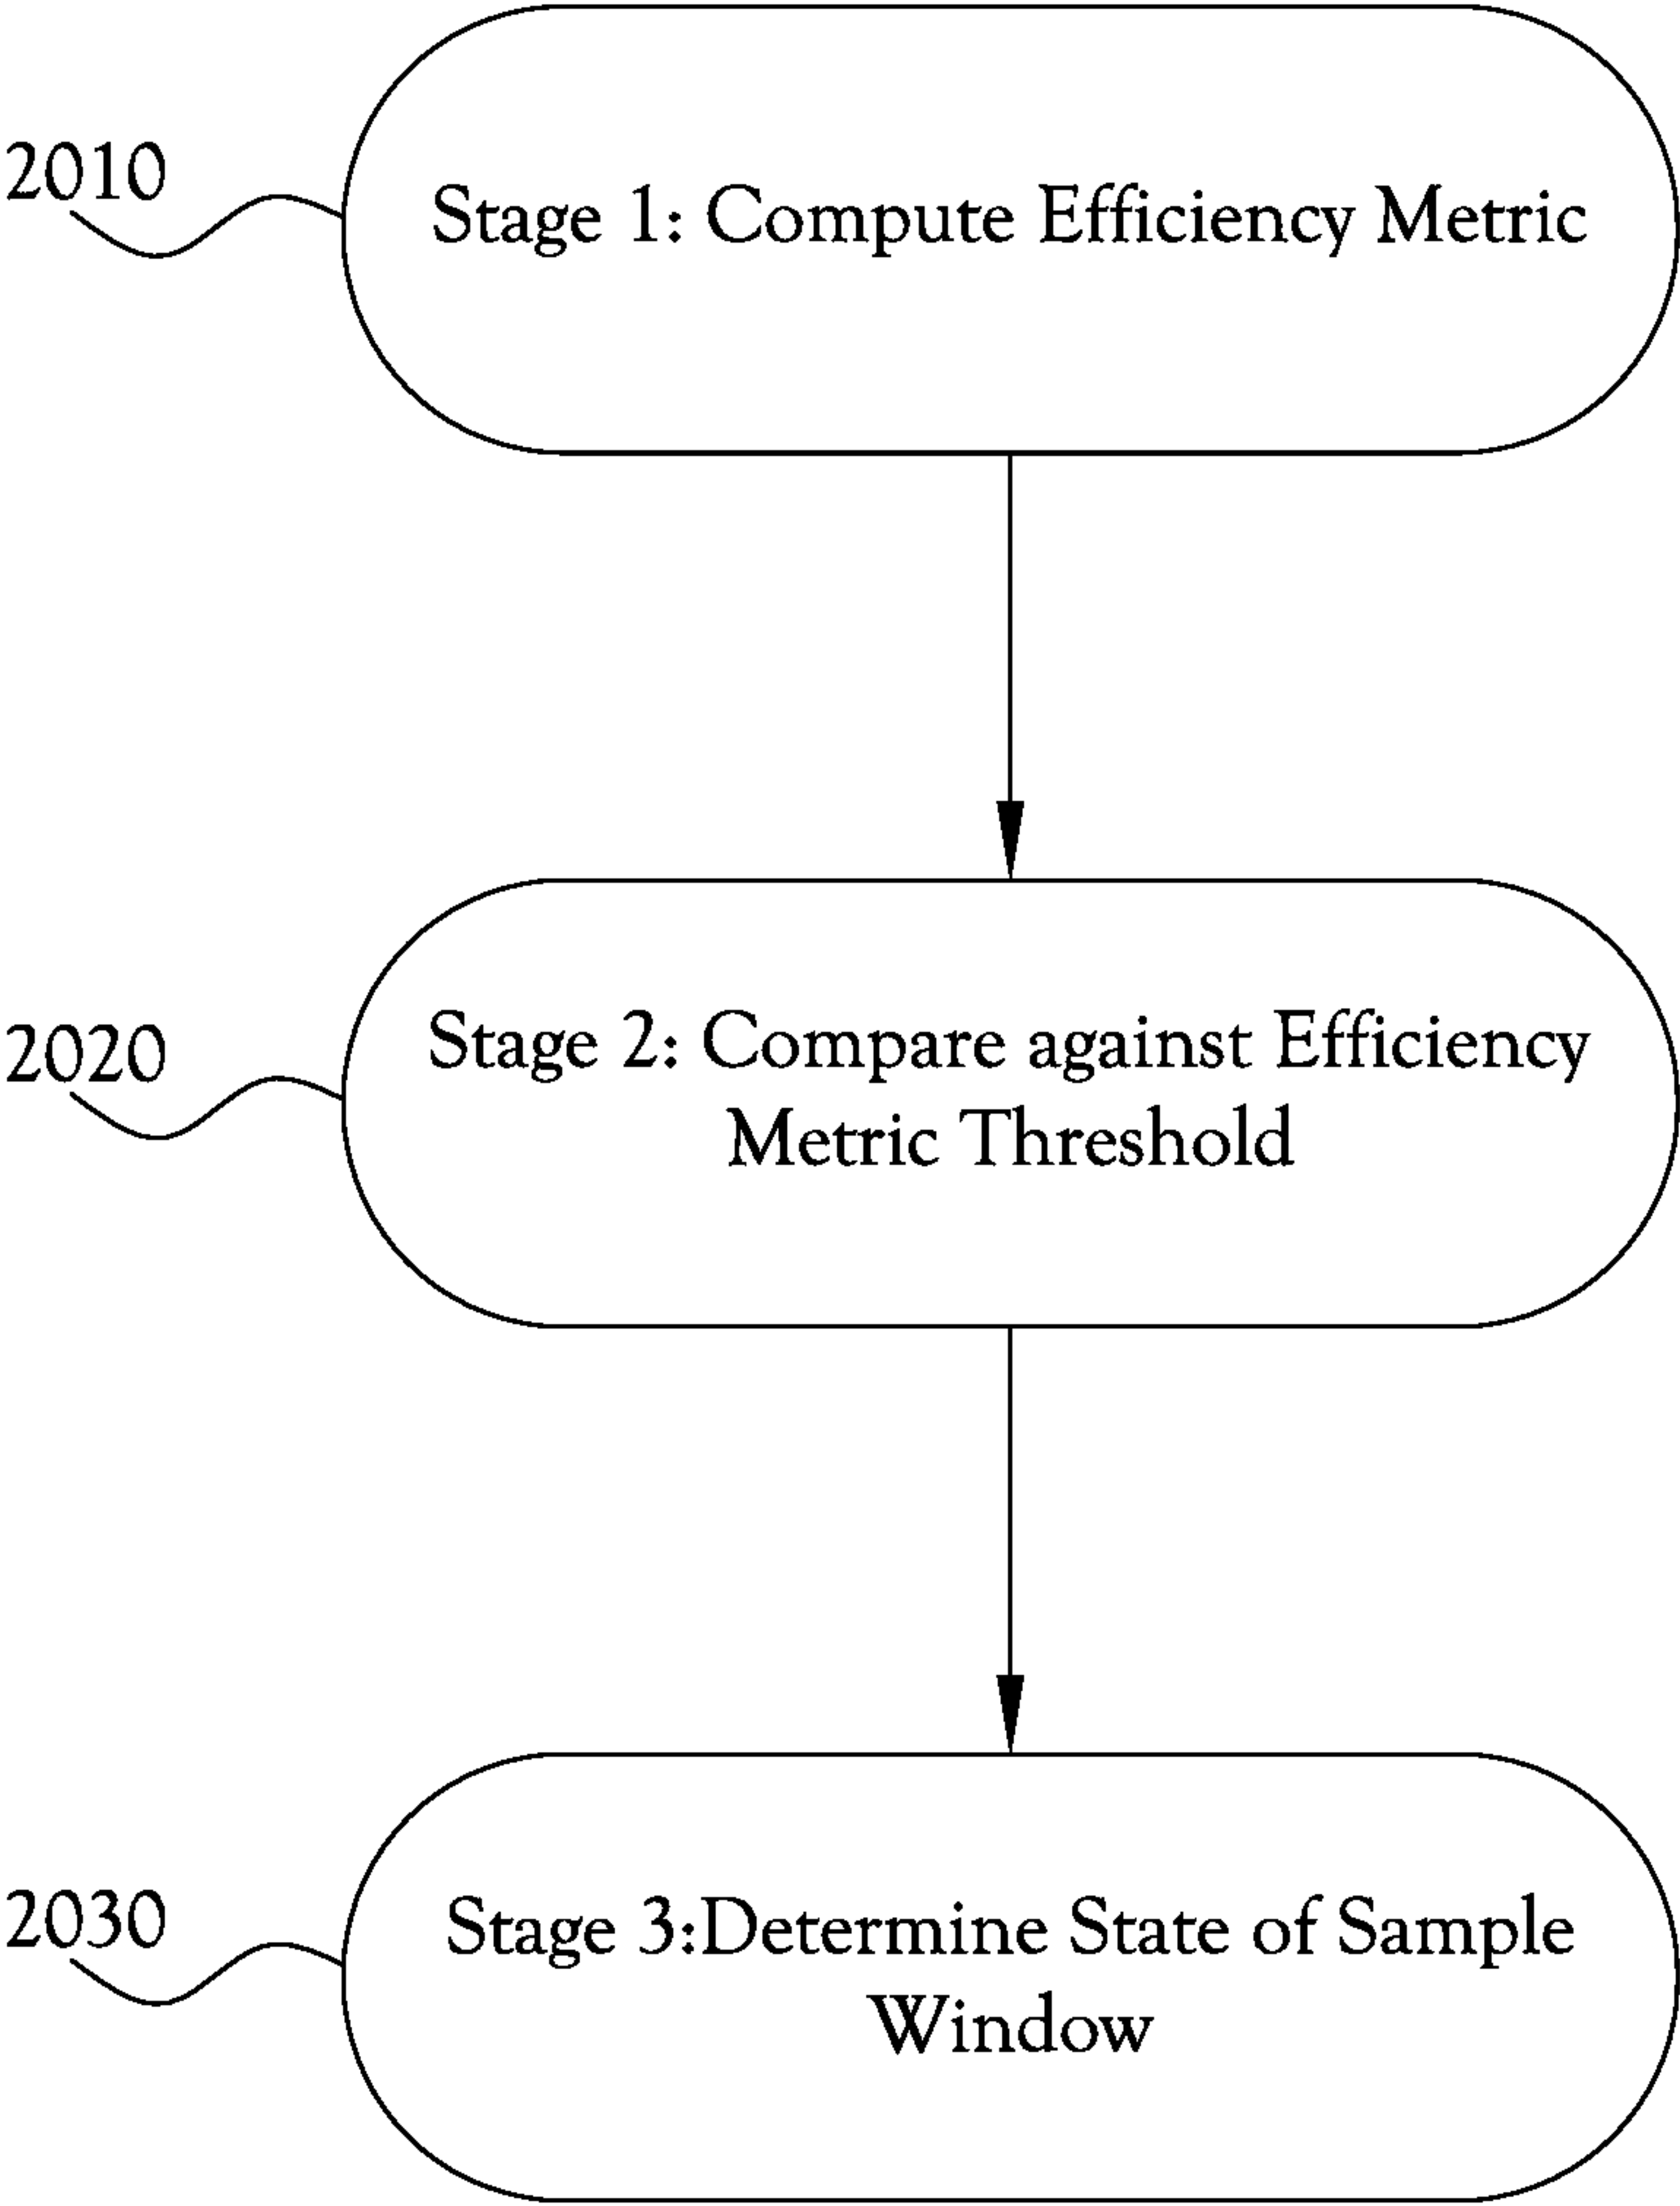 2010
Stage 1: Compute Efficiency Metric
2020
Stage 2: Compare against Efficiency
Metric Threshold
2030
Stage 3:Determine State of Sample
Window